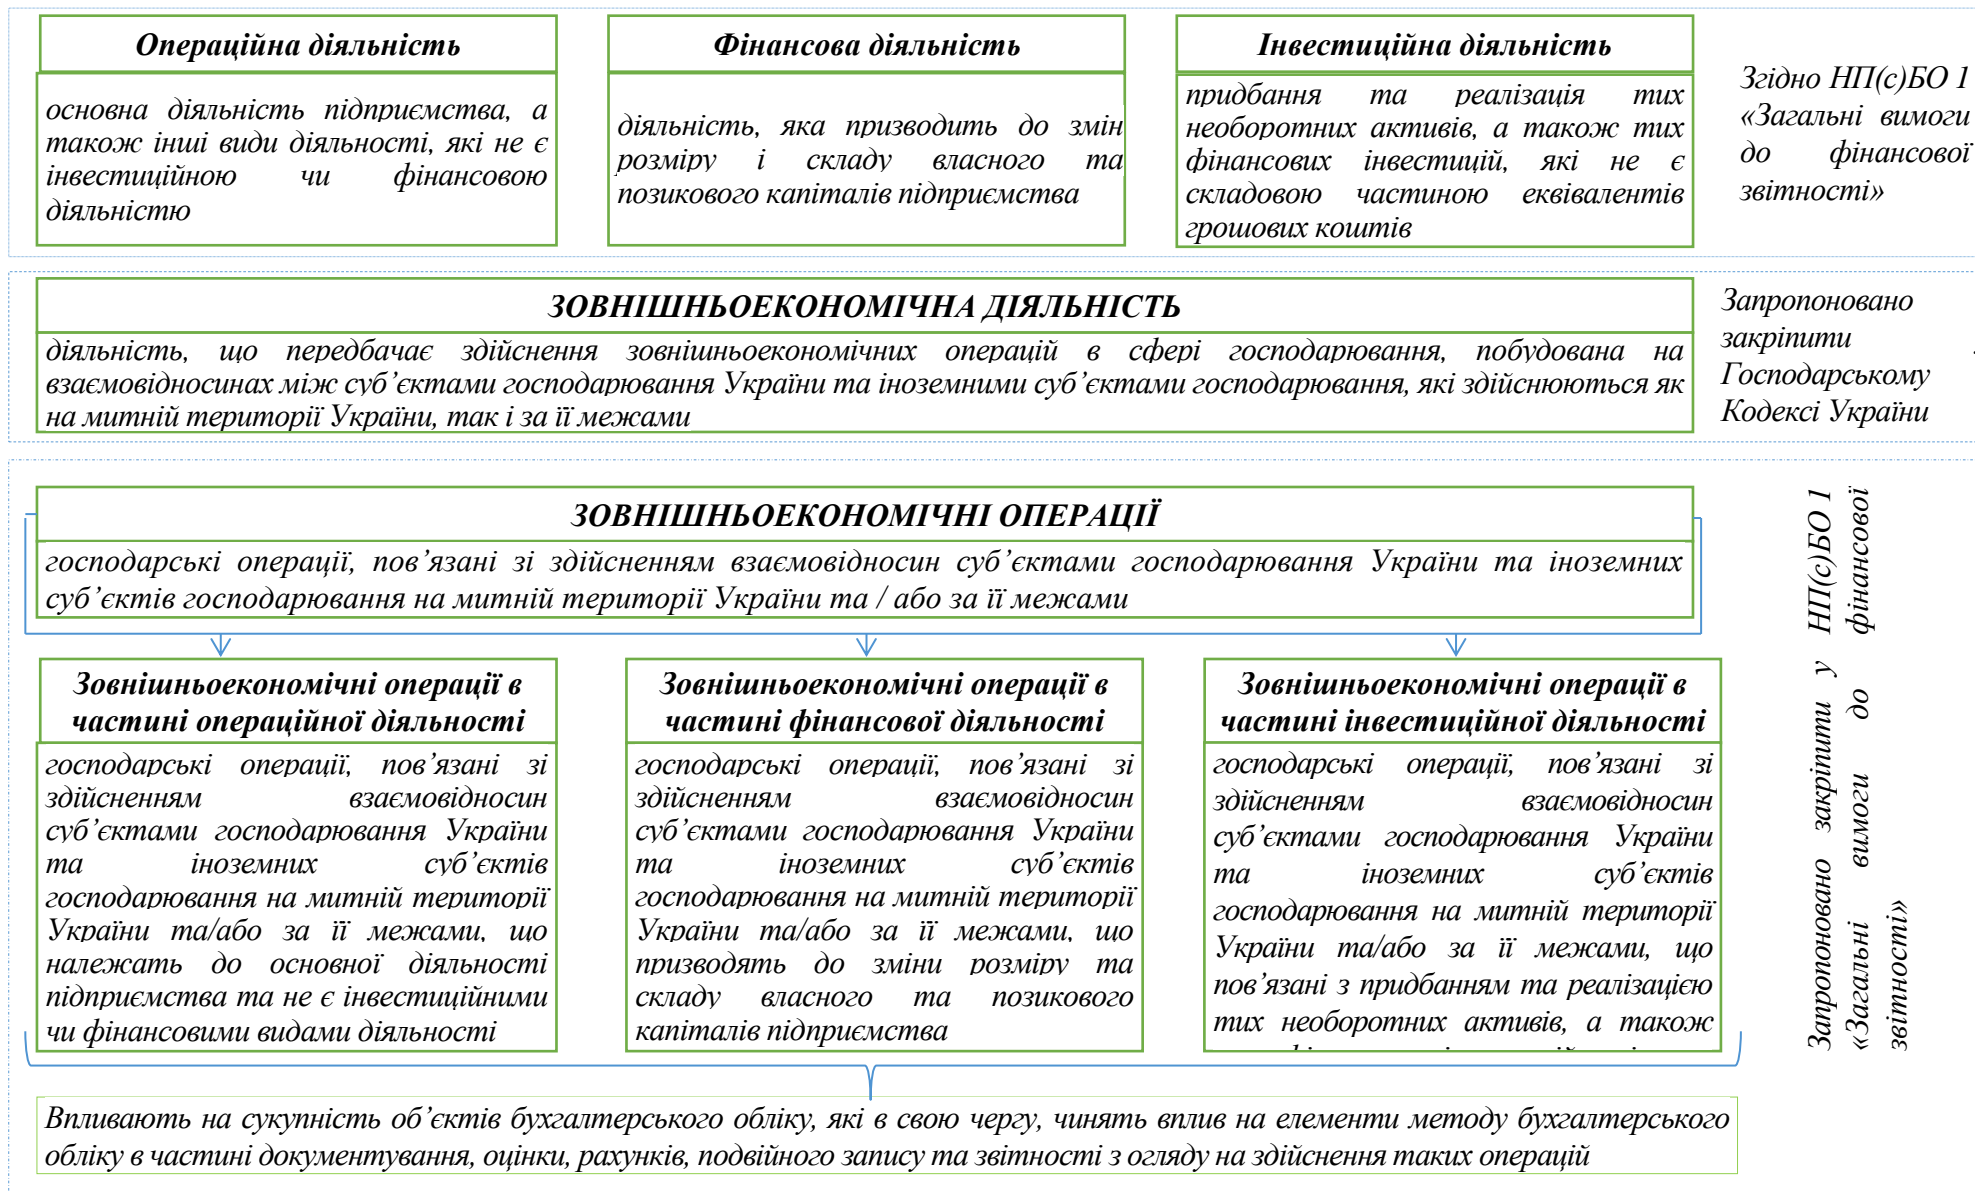 Операційна діяльність
основна діяльність підприємства, а
також інші види діяльності, які не є
інвестиційною чи фінансовою
діяльністю
Фінансова діяльність
діяльність, яка призводить до змін
розміру і складу власного та
позикового капіталів підприємства
Інвестиційна діяльність
придбання та реалізація тих
необоротних активів, а також тих
фінансових інвестицій, які не є
складовою частиною еквівалентів
грошових коштів
Згідно НП(с)БО 1
«Загальні вимоги
до фінансової
звітності»
ЗОВНІШНЬОЕКОНОМІЧНА ДІЯЛЬНІСТЬ
діяльність, що передбачає здійснення зовнішньоекономічних операцій в сфері господарювання, побудована на
взаємовідносинах між суб’єктами господарювання України та іноземними суб’єктами господарювання, які здійснюються як
на митній території України, так і за її межами
Запропоновано
закріпити
Господарському
Кодексі України
ЗОВНІШНЬОЕКОНОМІЧНІ ОПЕРАЦІЇ
господарські операції, пов’язані зі здійсненням взаємовідносин суб’єктами господарювання України та іноземних
суб’єктів господарювання на митній території України та / або за її межами
Зовнішньоекономічні операції в
частині операційної діяльності
господарські операції, пов’язані зі
здійсненням взаємовідносин
суб’єктами господарювання України
та іноземних суб’єктів
господарювання на митній території
України та/або за її межами, що
належать до основної діяльності
підприємства та не є інвестиційними
чи фінансовими видами діяльності
Зовнішньоекономічні операції в
частині фінансової діяльності
господарські операції, пов’язані зі
здійсненням взаємовідносин
суб’єктами господарювання України
та іноземних суб’єктів
господарювання на митній території
України та/або за її межами, що
призводять до зміни розміру та
складу власного та позикового
капіталів підприємства
Зовнішньоекономічні операції в
частині інвестиційної діяльності
господарські операції, пов’язані зі
здійсненням взаємовідносин
суб’єктами господарювання України
та іноземних суб’єктів
господарювання на митній території
України та/або за її межами, що
пов’язані з придбанням та реалізацією
тих необоротних активів, а також
Запропоновано закріпити у НП(с)БО 1
«Загальні вимоги до фінансової
звітності»
Впливають на сукупність об’єктів бухгалтерського обліку, які в свою чергу, чинять вплив на елементи методу бухгалтерського
обліку в частині документування, оцінки, рахунків, подвійного запису та звітності з огляду на здійснення таких операцій